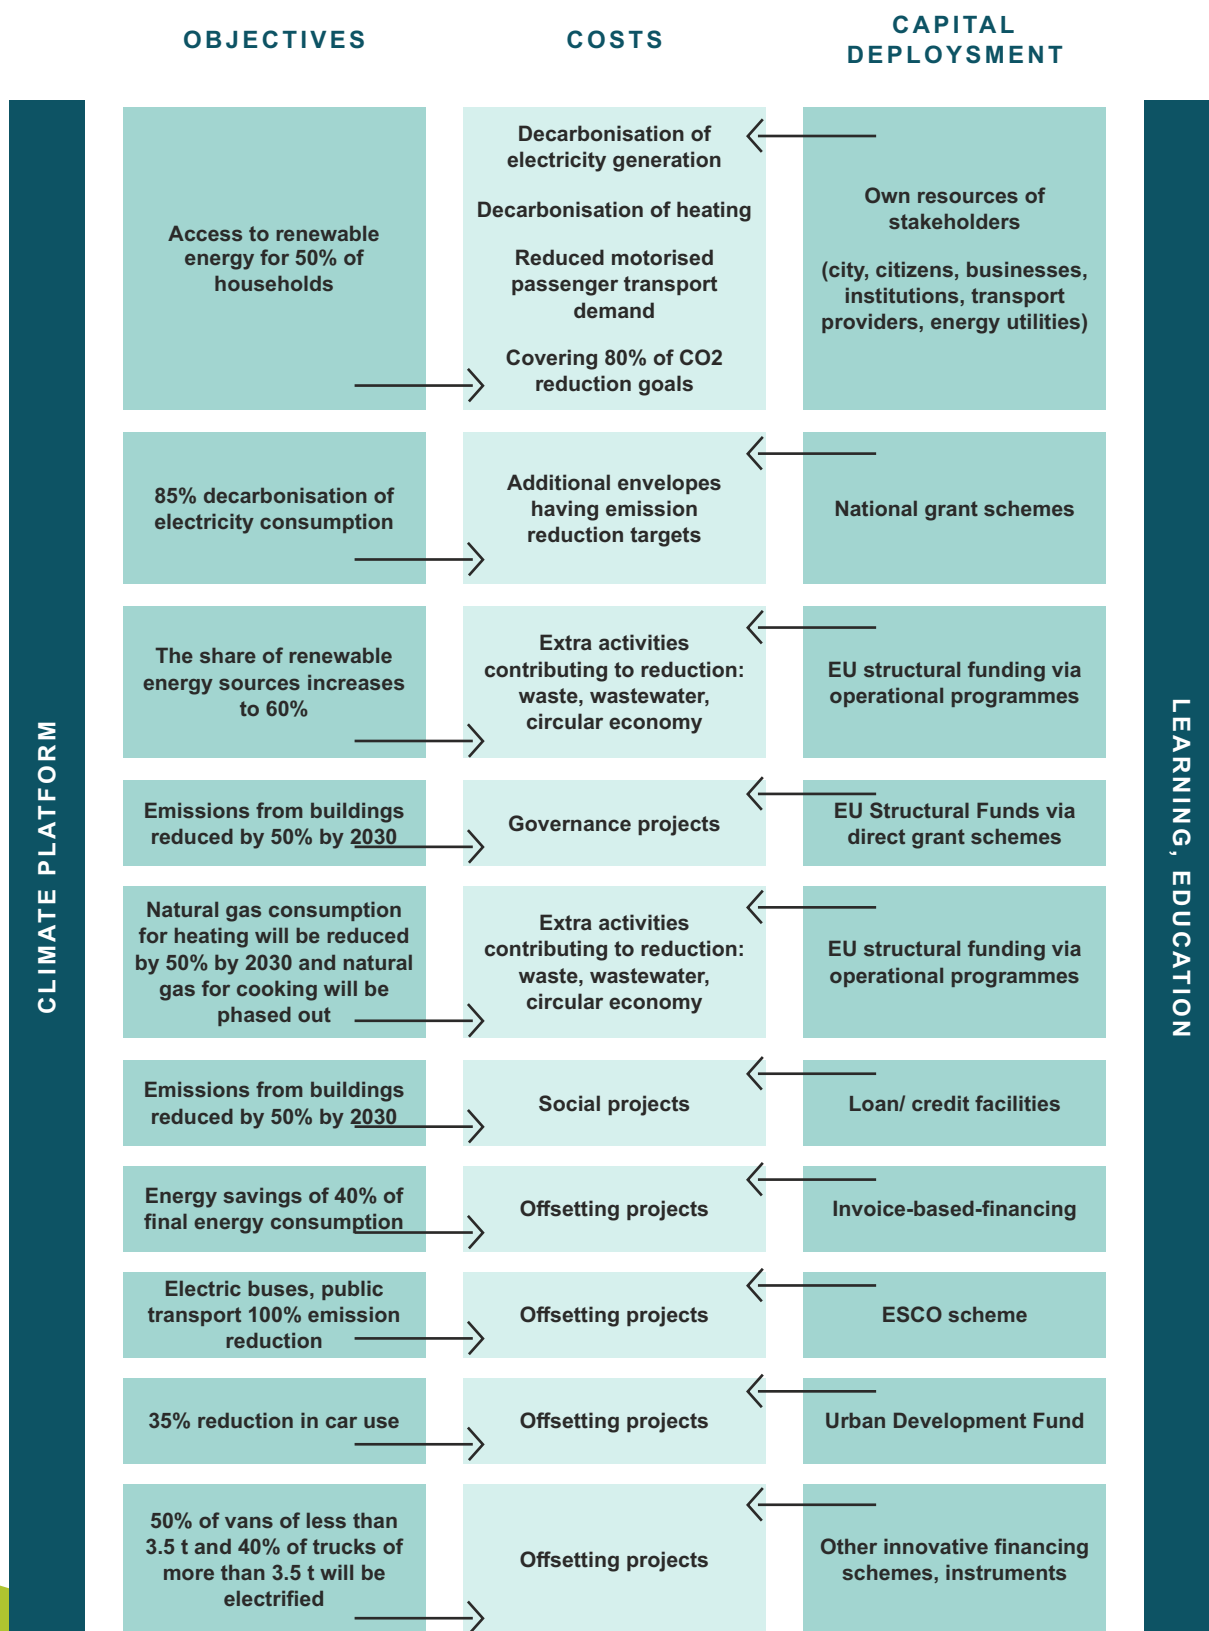 OBJECTIVES
COSTS
CAPITAL
DEPLOYSMENT
CLIMATE PLATFORM
Access to renewable
energy for 50% of
households
Decarbonisation of
electricity generation
Decarbonisation of heating
Reduced motorised
passenger transport
demand
Covering 80% of CO2
reduction goals
Own resources of
stakeholders
(city, citizens, businesses,
institutions, transport
providers, energy utilities)
85% decarbonisation of
electricity consumption
Additional envelopes
having emission
reduction targets
National grant schemes
The share of renewable
energy sources increases
to 60%
Extra activities
contributing to reduction:
waste, wastewater,
circular economy
EU structural funding via
operational programmes
Emissions from buildings
reduced by 50% by 2030
Governance projects
EU Structural Funds via
direct grant schemes
Natural gas consumption
for heating will be reduced
by 50% by 2030 and natural
gas for cooking will be
phased out
Extra activities
contributing to reduction:
waste, wastewater,
circular economy
EU structural funding via
operational programmes
Emissions from buildings
reduced by 50% by 2030
Social projects
Loan/ credit facilities
Energy savings of 40% of
final energy consumption
Offsetting projects
Invoice-based-financing
Electric buses, public
transport 100% emission
reduction
Offsetting projects
ESCO scheme
35% reduction in car use
Offsetting projects
Urban Development Fund
50% of vans of less than
3.5 t and 40% of trucks of
more than 3.5 t will be
electrified
Offsetting projects
Other innovative financing
schemes, instruments
LEARNING, EDUCATION